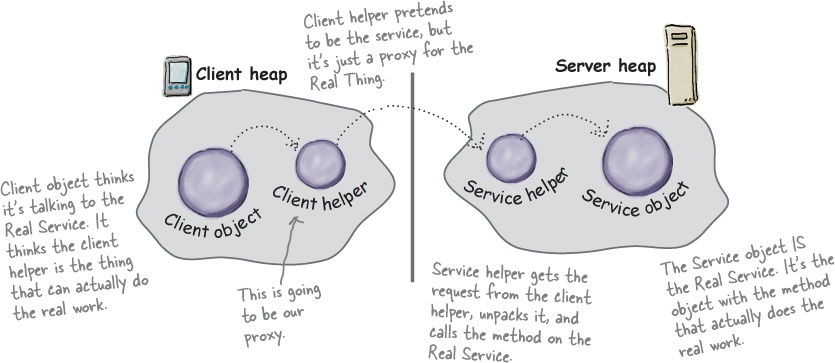 Client helper pretends
to be the service, but
it's just a proxy for the
Real Thing.
Client heap
Server heap
Client object
Client helper
Service helper
Service object
Client object thinks
it's talking to the
Real Service. It
thinks the client
helper is the thing
that can actually do
the real work.
This is going
to be our
proxy.
Service helper gets the
request from the client
helper, unpacks it, and
calls the method on the
Real Service.
The Service object IS
the Real Service. It's the
object with the method
that actually does the
real work.